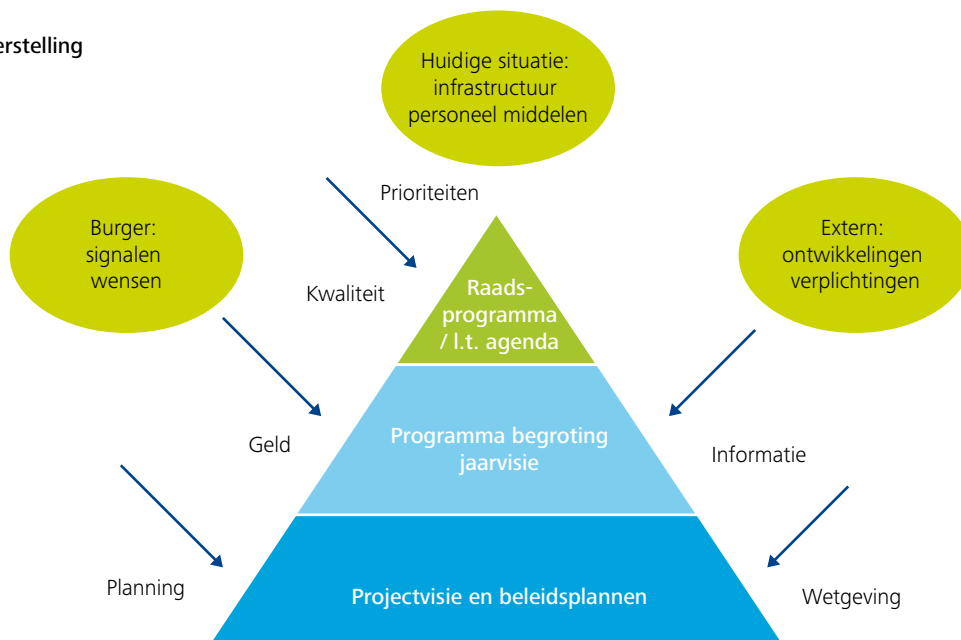 erstelling
Huidige situatie:
infrastructuur
personeel middelen
Prioriteiten
Burger:
signalen
wensen
Extern:
ontwikkelingen
verplichtingen
Kwaliteit
Raads-
programma
/ l.t. agenda
Geld
Programma begroting
jaarvisie
Informatie
Planning
Projectvisie en beleidsplannen
Wetgeving